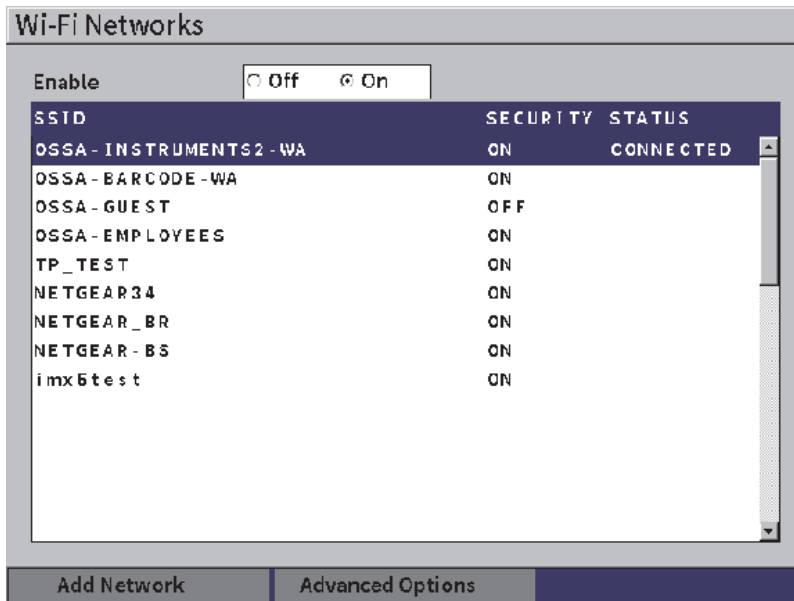 Wi-Fi Networks
Enable Off On
SSID SECURITY STATUS
OSSA-INSTRUMENTS2-WA ON CONNECTED
OSSA-BARCODE-WA ON
OSSA-GUEST OFF
OSSA-EMPLOYEES ON
TP_TEST ON
NETGEAR34 ON
NETGEAR_BR ON
NETGEAR-BS ON
imx6test ON
Add Network Advanced Options